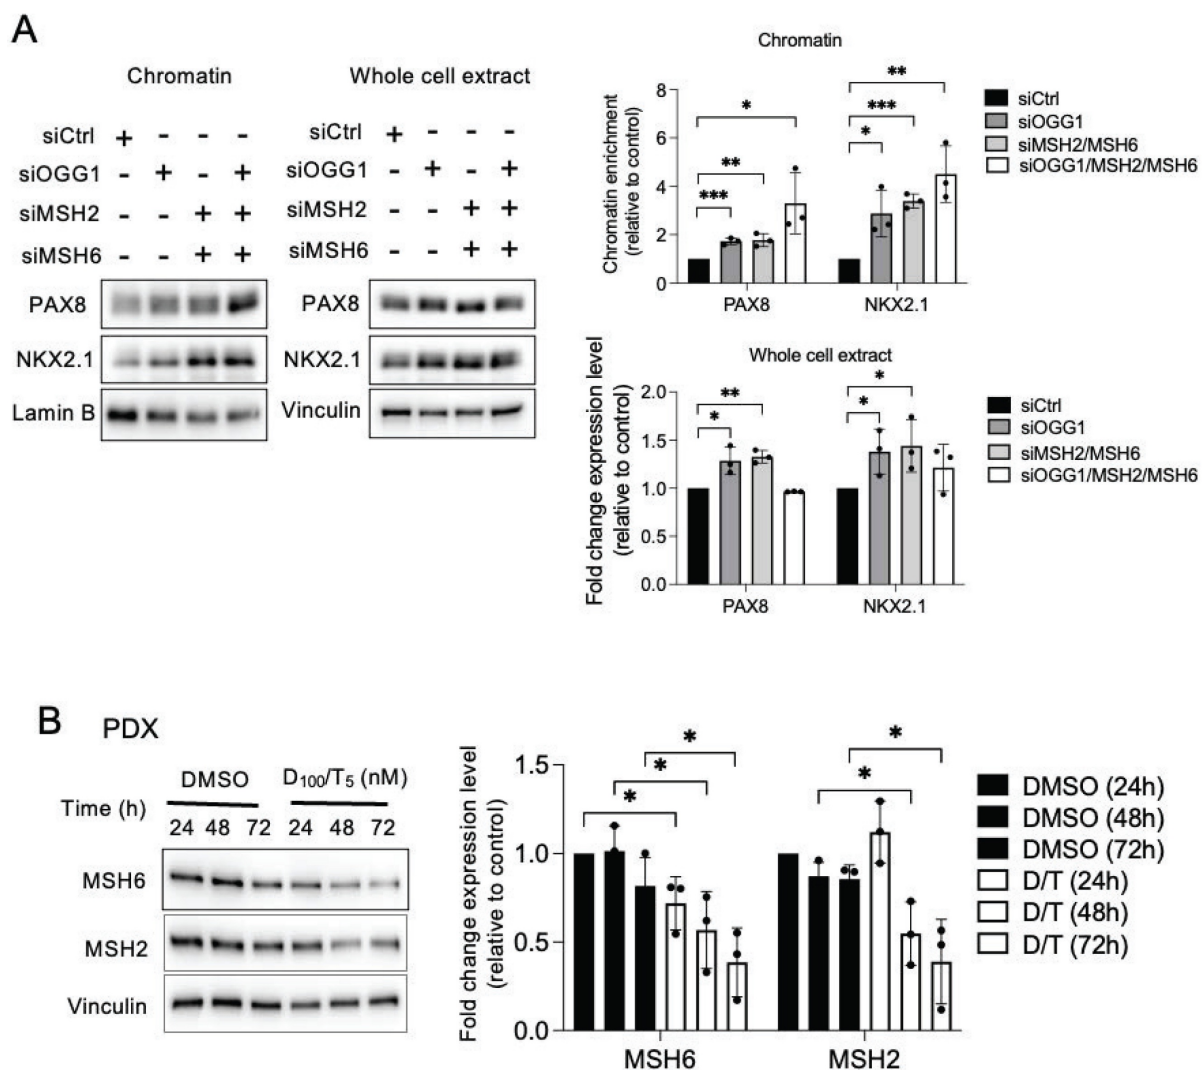 A
Chromatin
siCtrl + - - -
siOGG1 - + - +
siMSH2 - - + +
siMSH6 - - + +
PAX8
NKX2.1
Lamin B
Whole cell extract
siCtrl + - - -
siOGG1 - + - +
siMSH2 - - + +
siMSH6 - - + +
PAX8
NKX2.1
Vinculin
Chromatin
Chromatin enrichment
(relative to control)
8
6
4
2
0
* ** *** ** *** *
PAX8 NKX2.1
siCtrl
siOGG1
siMSH2/MSH6
siOGG1/MSH2/MSH6
Whole cell extract
Fold change expression level
(relative to control)
2.0
1.5
1.0
0.5
0.0
** * * *
PAX8 NKX2.1
siCtrl
siOGG1
siMSH2/MSH6
siOGG1/MSH2/MSH6
B PDX
DMSO D100/T5 (nM)
Time (h)
24 48 72 24 48 72
MSH6
MSH2
Vinculin
Fold change expression level
(relative to control)
1.5
1.0
0.5
0.0
* * * * *
MSH6 MSH2
DMSO (24h)
DMSO (48h)
DMSO (72h)
D/T (24h)
D/T (48h)
D/T (72h)